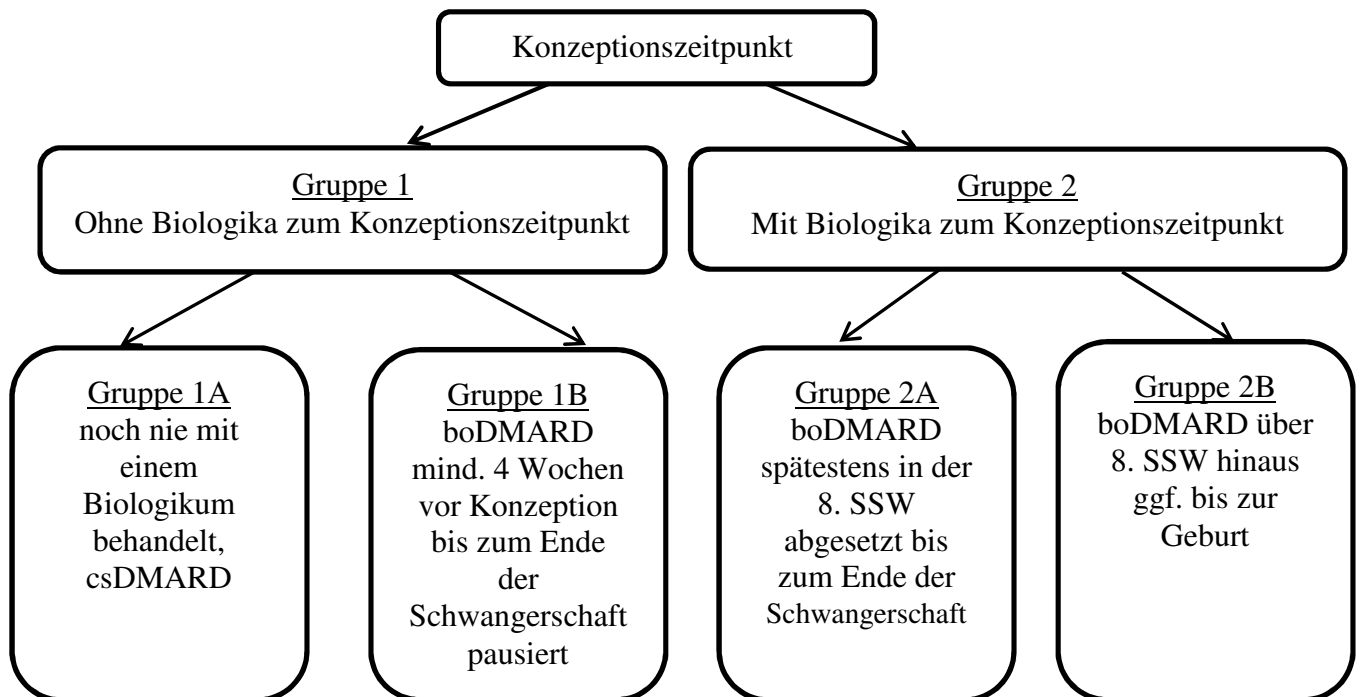 Konzeptionszeitpunkt
Gruppe 1
Ohne Biologika zum Konzeptionszeitpunkt
Gruppe 2
Mit Biologika zum Konzeptionszeitpunkt
Gruppe 1A
noch nie mit
einem
Biologikum
behandelt,
csDMARD
Gruppe 1B
boDMARD
mind. 4 Wochen
vor Konzeption
bis zum Ende
der
Schwangerschaft
pausiert
Gruppe 2A
boDMARD
spätestens in der
8. SSW
abgesetzt bis
zum Ende der
Schwangerschaft
Gruppe 2B
boDMARD über
8. SSW hinaus
ggf. bis zur
Geburt